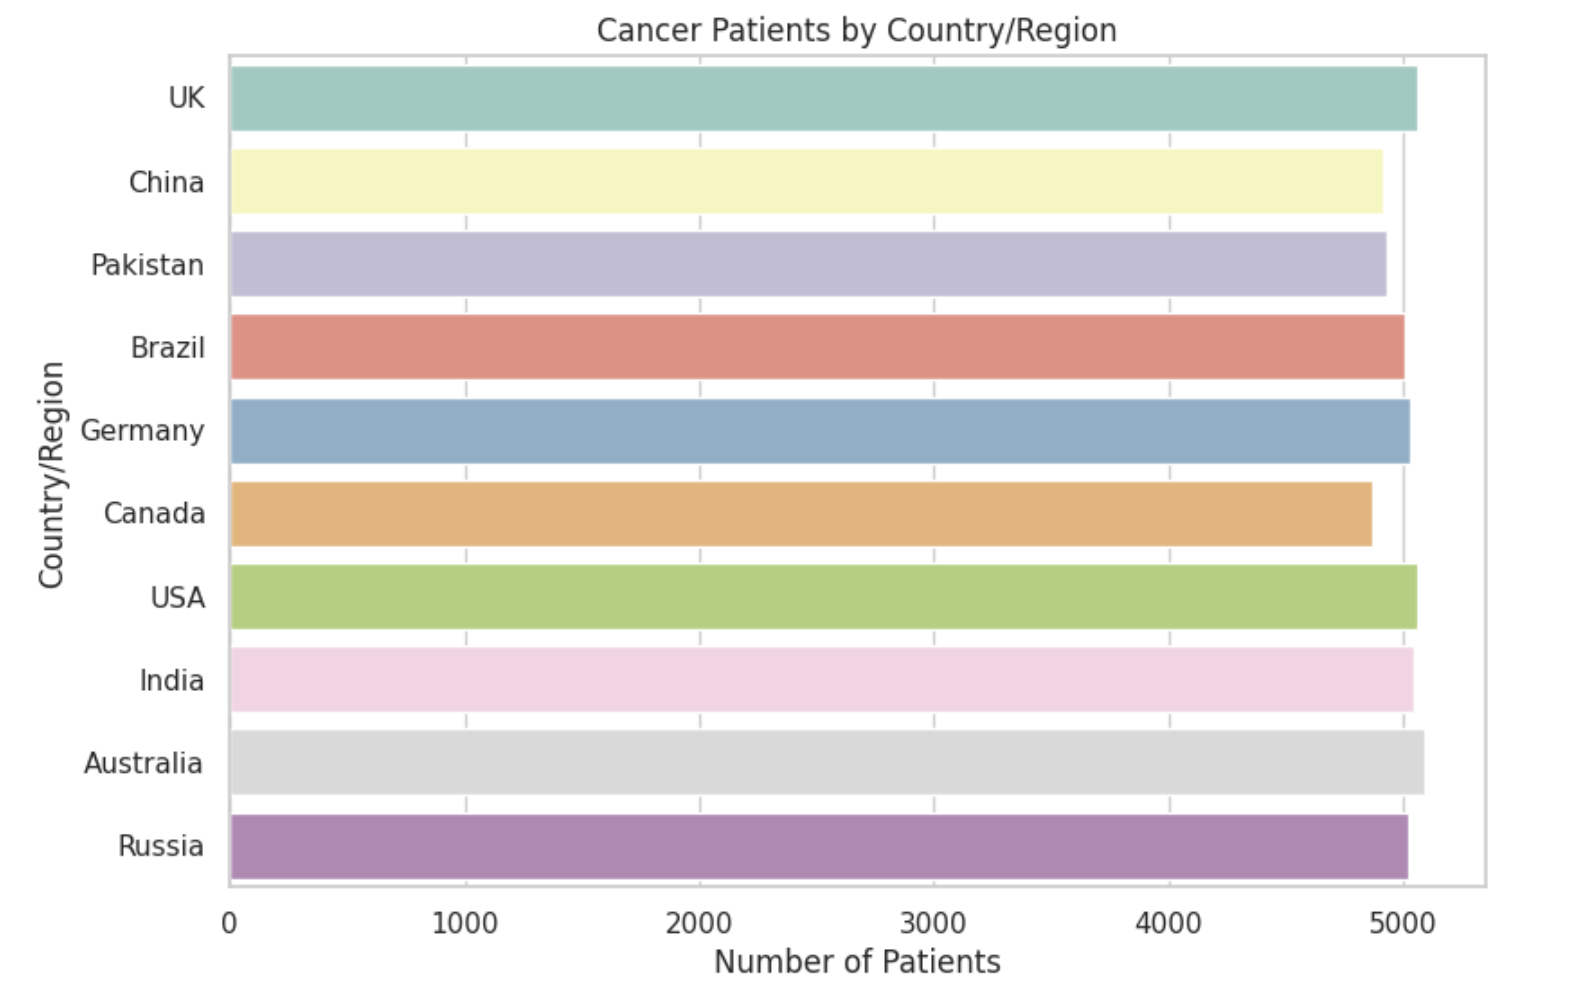 Cancer Patients by Country/Region
UK
China
Pakistan
Brazil
Germany
Canada
USA
India
Australia
Russia
Country/Region
0 1000 2000 3000 4000 5000
Number of Patients